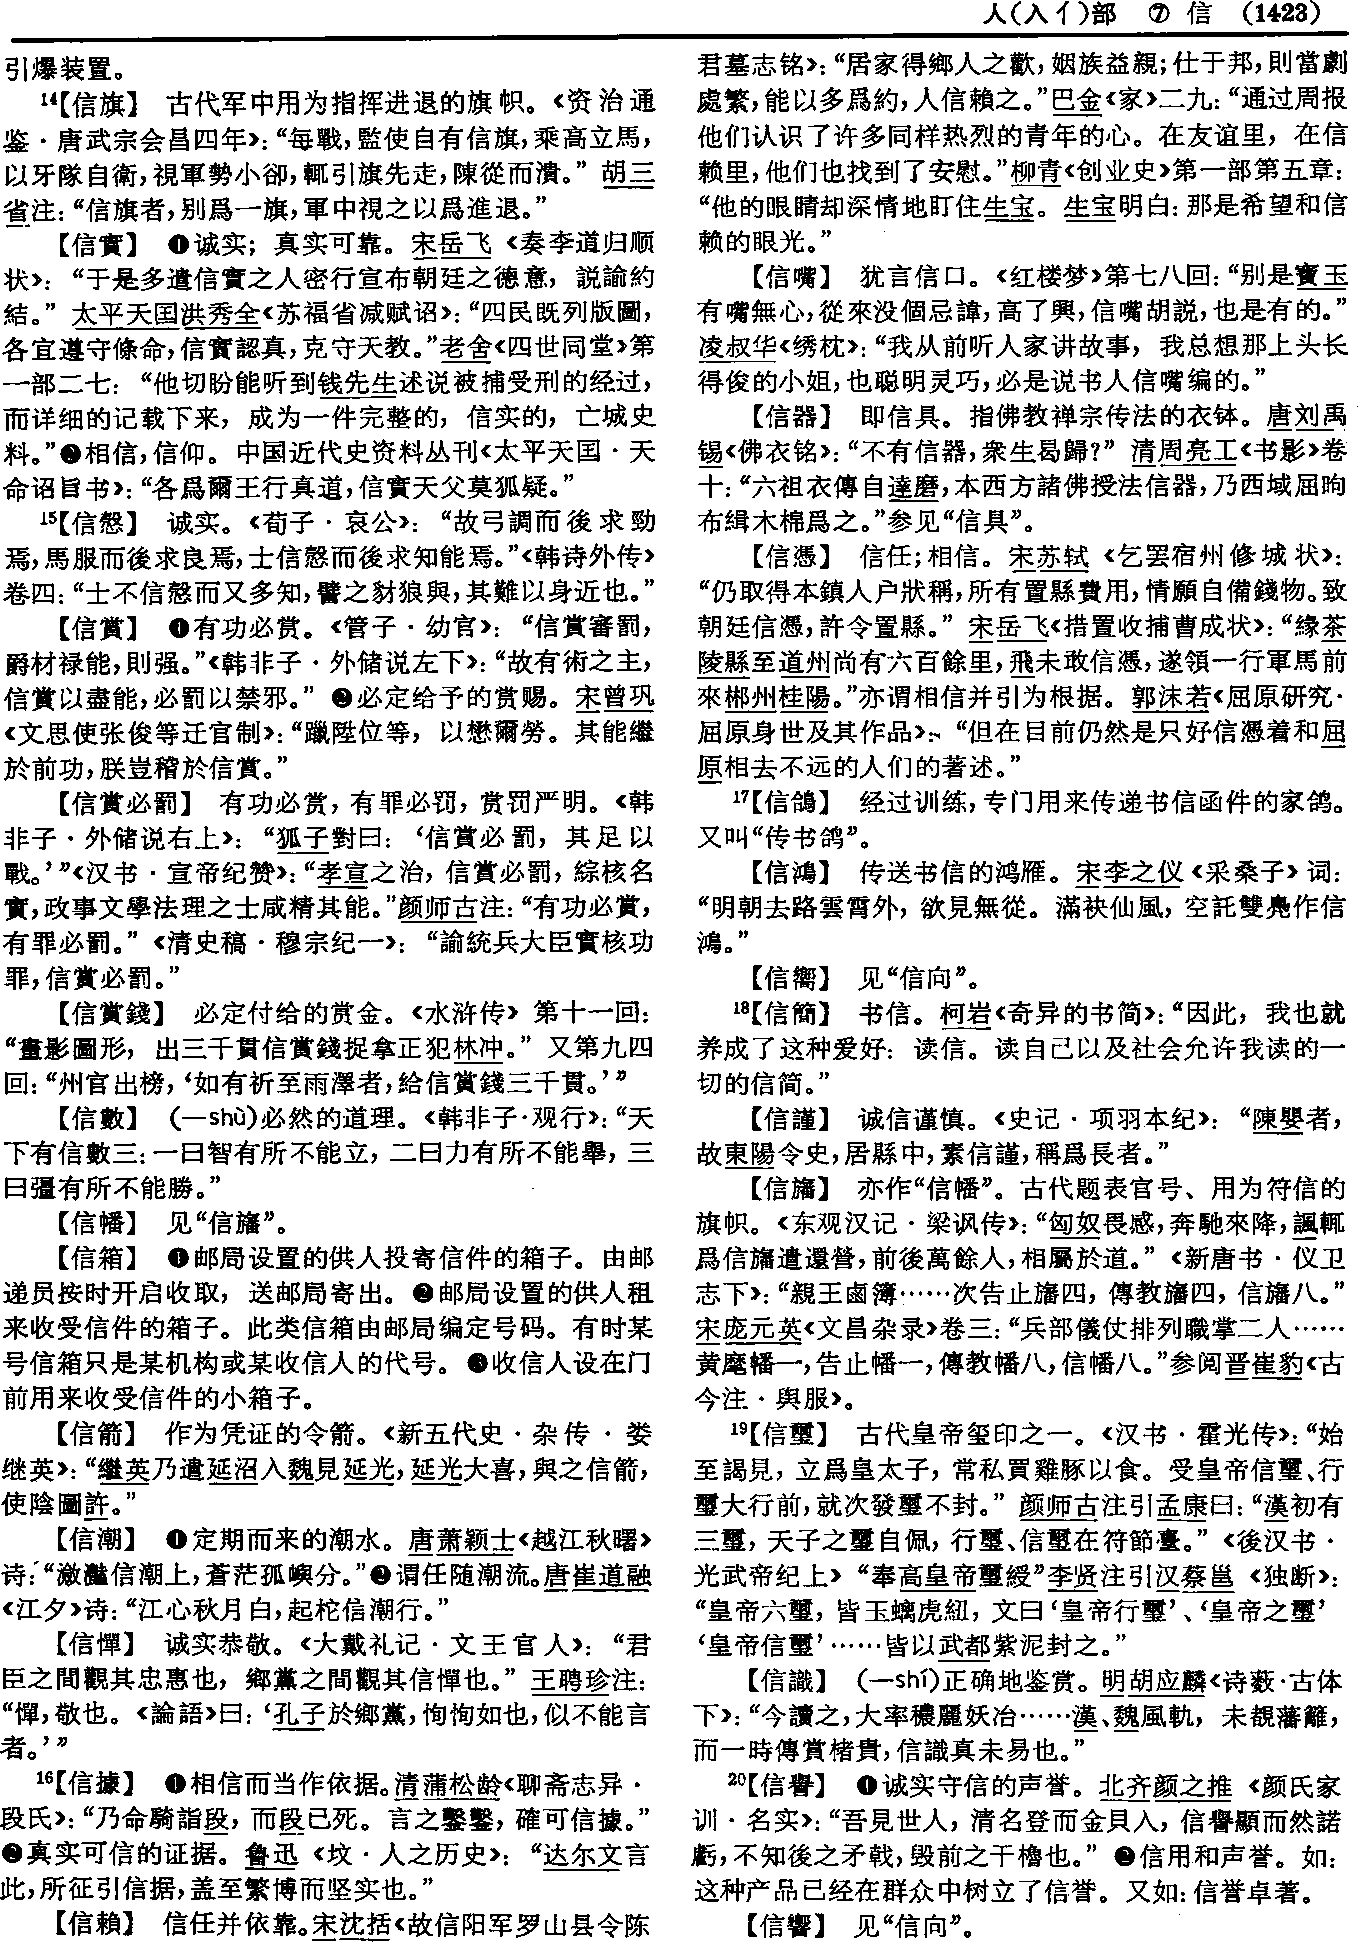 人(入亻)部　⑦　信　(1423)
引爆装置。
¹⁴【信旗】　古代军中用为指挥进退的旗帜。《资治通
鉴·唐武宗会昌四年》：“每戰，監使自有信旗，乘高立馬，
以牙隊自衛，視軍勢小卻，輒引旗先走，陳從而潰。”胡三
省注：“信旗者，别爲一旗，軍中視之以爲進退。”
【信實】　❶诚实；真实可靠。宋岳飞《奏李道归顺
状》：“于是多遣信實之人密行宣布朝廷之德意，説諭約
結。”太平天囯洪秀全《苏福省减赋诏》：“四民既列版圖，
各宜遵守條命，信實認真，克守天教。”老舍《四世同堂》第
一部二七：“他切盼能听到钱先生述说被捕受刑的经过，
而详细的记载下来，成为一件完整的，信实的，亡城史
料。”❷相信，信仰。中国近代史资料丛刊《太平天囯·天
命诏旨书》：“各爲爾王行真道，信實天父莫狐疑。”
¹⁵【信慤】　诚实。《荀子·哀公》：“故弓調而後求勁
焉，馬服而後求良焉，士信慤而後求知能焉。”《韩诗外传》
卷四：“士不信慤而又多知，譬之豺狼與，其難以身近也。”
【信賞】　❶有功必赏。《管子·幼官》：“信賞審罰，
爵材禄能，則强。”《韩非子·外储说左下》：“故有術之主，
信賞以盡能，必罰以禁邪。”❷必定给予的赏赐。宋曾巩
《文思使张俊等迁官制》：“躐陞位等，以懋爾勞。其能繼
於前功，朕豈稽於信賞。”
【信賞必罰】　有功必赏，有罪必罚，赏罚严明。《韩
非子·外储说右上》：“狐子對曰：‘信賞必罰，其足以
戰。’”《汉书·宣帝纪赞》：“孝宣之治，信賞必罰，綜核名
實，政事文學法理之士咸精其能。”颜师古注：“有功必賞，
有罪必罰。”《清史稿·穆宗纪一》：“諭統兵大臣實核功
罪，信賞必罰。”
【信賞錢】　必定付给的赏金。《水浒传》第十一回：
“畫影圖形，出三千貫信賞錢捉拿正犯林冲。”又第九四
回：“州官出榜，‘如有祈至雨澤者，給信賞錢三千貫。’”
【信數】　(—shù)必然的道理。《韩非子·观行》：“天
下有信數三：一曰智有所不能立，二曰力有所不能舉，三
曰彊有所不能勝。”
【信幡】　见“信旛”。
【信箱】　❶邮局设置的供人投寄信件的箱子。由邮
递员按时开启收取，送邮局寄出。❷邮局设置的供人租
来收受信件的箱子。此类信箱由邮局编定号码。有时某
号信箱只是某机构或某收信人的代号。❸收信人设在门
前用来收受信件的小箱子。
【信箭】　作为凭证的令箭。《新五代史·杂传·娄
继英》：“繼英乃遣延沼入魏見延光，延光大喜，與之信箭，
使陰圖許。”
【信潮】　❶定期而来的潮水。唐萧颖士《越江秋曙》
诗：“瀲灩信潮上，蒼茫孤嶼分。”❷谓任随潮流。唐崔道融
《江夕》诗：“江心秋月白，起柁信潮行。”
【信憚】　诚实恭敬。《大戴礼记·文王官人》：“君
臣之間觀其忠惠也，鄉黨之間觀其信憚也。”王聘珍注：
“憚，敬也。《論語》曰：‘孔子於鄉黨，恂恂如也，似不能言
者。’”
¹⁶【信據】　❶相信而当作依据。清蒲松龄《聊斋志异·
段氏》：“乃命騎詣段，而段已死。言之鑿鑿，確可信據。”
❷真实可信的证据。鲁迅《坟·人之历史》：“达尔文言
此，所征引信据，盖至繁博而坚实也。”
【信賴】　信任并依靠。宋沈括《故信阳军罗山县令陈
君墓志铭》：“居家得鄉人之歡，姻族益親；仕于邦，則當劇
處繁，能以多爲約，人信賴之。”巴金《家》二九：“通过周报
他们认识了许多同样热烈的青年的心。在友谊里，在信
赖里，他们也找到了安慰。”柳青《创业史》第一部第五章：
“他的眼睛却深情地盯住生宝。生宝明白：那是希望和信
赖的眼光。”
【信嘴】　犹言信口。《红楼梦》第七八回：“别是寶玉
有嘴無心，從來没個忌諱，高了興，信嘴胡説，也是有的。”
凌叔华《绣枕》：“我从前听人家讲故事，我总想那上头长
得俊的小姐，也聪明灵巧，必是说书人信嘴编的。”
【信器】　即信具。指佛教禅宗传法的衣钵。唐刘禹
锡《佛衣铭》：“不有信器，衆生曷歸？”清周亮工《书影》卷
十：“六祖衣傳自達磨，本西方諸佛授法信器，乃西域屈眴
布緝木棉爲之。”参见“信具”。
【信憑】　信任；相信。宋苏轼《乞罢宿州修城状》：
“仍取得本鎮人户狀稱，所有置縣費用，情願自備錢物。致
朝廷信憑，許令置縣。”宋岳飞《措置收捕曹成状》：“緣茶
陵縣至道州尚有六百餘里，飛未敢信憑，遂領一行軍馬前
來郴州桂陽。”亦谓相信并引为根据。郭沫若《屈原研究·
屈原身世及其作品》：“但在目前仍然是只好信憑着和屈
原相去不远的人们的著述。”
¹⁷【信鴿】　经过训练，专门用来传递书信函件的家鸽。
又叫“传书鸽”。
【信鴻】　传送书信的鸿雁。宋李之仪《采桑子》词：
“明朝去路雲霄外，欲見無從。滿袂仙風，空託雙鳧作信
鴻。”
【信嚮】　见“信向”。
¹⁸【信簡】　书信。柯岩《奇异的书简》：“因此，我也就
养成了这种爱好：读信。读自己以及社会允许我读的一
切的信简。”
【信謹】　诚信谨慎。《史记·项羽本纪》：“陳嬰者，
故東陽令史，居縣中，素信謹，稱爲長者。”
【信旛】　亦作“信幡”。古代题表官号、用为符信的
旗帜。《东观汉记·梁讽传》：“匈奴畏感，奔馳來降，諷輒
爲信旛遣還營，前後萬餘人，相屬於道。”《新唐书·仪卫
志下》：“親王鹵簿……次告止旛四，傳教旛四，信旛八。”
宋庞元英《文昌杂录》卷三：“兵部儀仗排列職掌二人……
黄麾幡一，告止幡一，傳教幡八，信幡八。”参阅晋崔豹《古
今注·舆服》。
¹⁹【信璽】　古代皇帝玺印之一。《汉书·霍光传》：“始
至謁見，立爲皇太子，常私買雞豚以食。受皇帝信璽、行
璽大行前，就次發璽不封。”颜师古注引孟康曰：“漢初有
三璽，天子之璽自佩，行璽、信璽在符節臺。”《後汉书·
光武帝纪上》“奉高皇帝璽綬”李贤注引汉蔡邕《独断》：
“皇帝六璽，皆玉螭虎紐，文曰‘皇帝行璽’、‘皇帝之璽’
‘皇帝信璽’……皆以武都紫泥封之。”
【信識】　(—shí)正确地鉴赏。明胡应麟《诗薮·古体
下》：“今讀之，大率穠麗妖冶……漢、魏風軌，未覩藩籬，
而一時傳賞楮貴，信識真未易也。”
²⁰【信譽】　❶诚实守信的声誉。北齐颜之推《颜氏家
训·名实》：“吾見世人，清名登而金貝入，信譽顯而然諾
虧，不知後之矛戟，毁前之干櫓也。”❷信用和声誉。如：
这种产品已经在群众中树立了信誉。又如：信誉卓著。
【信響】　见“信向”。